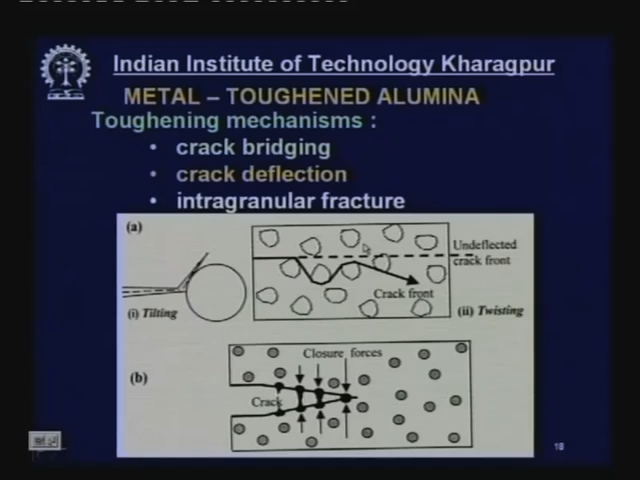 Indian Institute of Technology Kharagpur
METAL – TOUGHENED ALUMINA
Toughening mechanisms :
• crack bridging
• crack deflection
• intragranular fracture
(a)
Undeflected
crack front
Crack front
(i) Tilting
(ii) Twisting
Closure forces
(b)
Crack
18